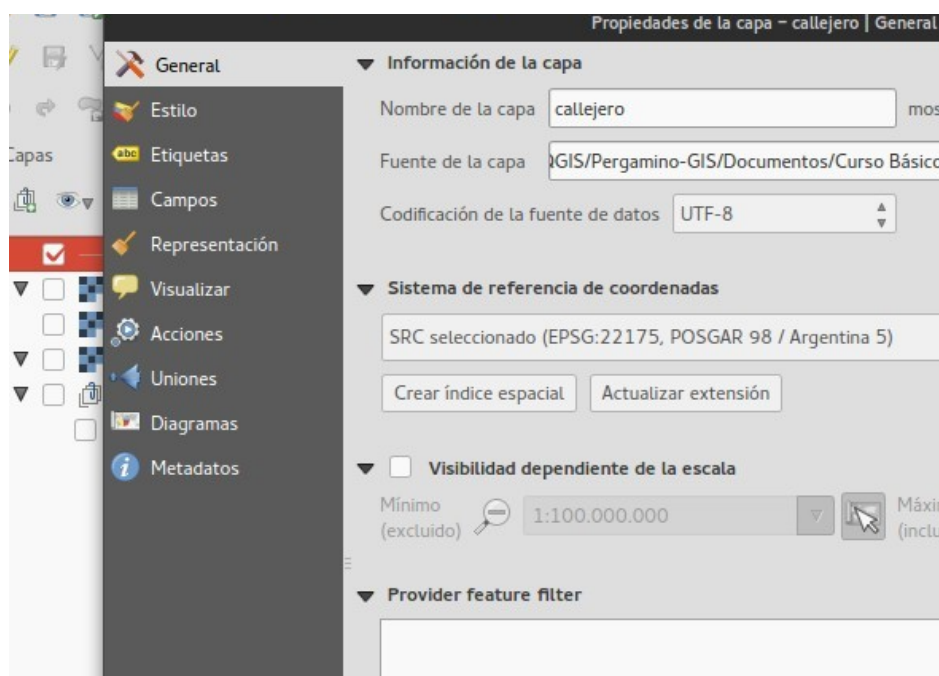 Propiedades de la capa – callejero | General
General
Estilo
Etiquetas
Campos
Representación
Visualizar
Acciones
Uniones
Diagramas
Metadatos
Capas
abc
Información de la capa
Nombre de la capa callejero mos
Fuente de la capa QGIS/Pergamino-GIS/Documentos/Curso Básico
Codificación de la fuente de datos UTF-8
Sistema de referencia de coordenadas
SRC seleccionado (EPSG:22175, POSGAR 98 / Argentina 5)
Crear índice espacial Actualizar extensión
Visibilidad dependiente de la escala
Mínimo
(excluido) 1:100.000.000
Máxi
(inclu
Provider feature filter